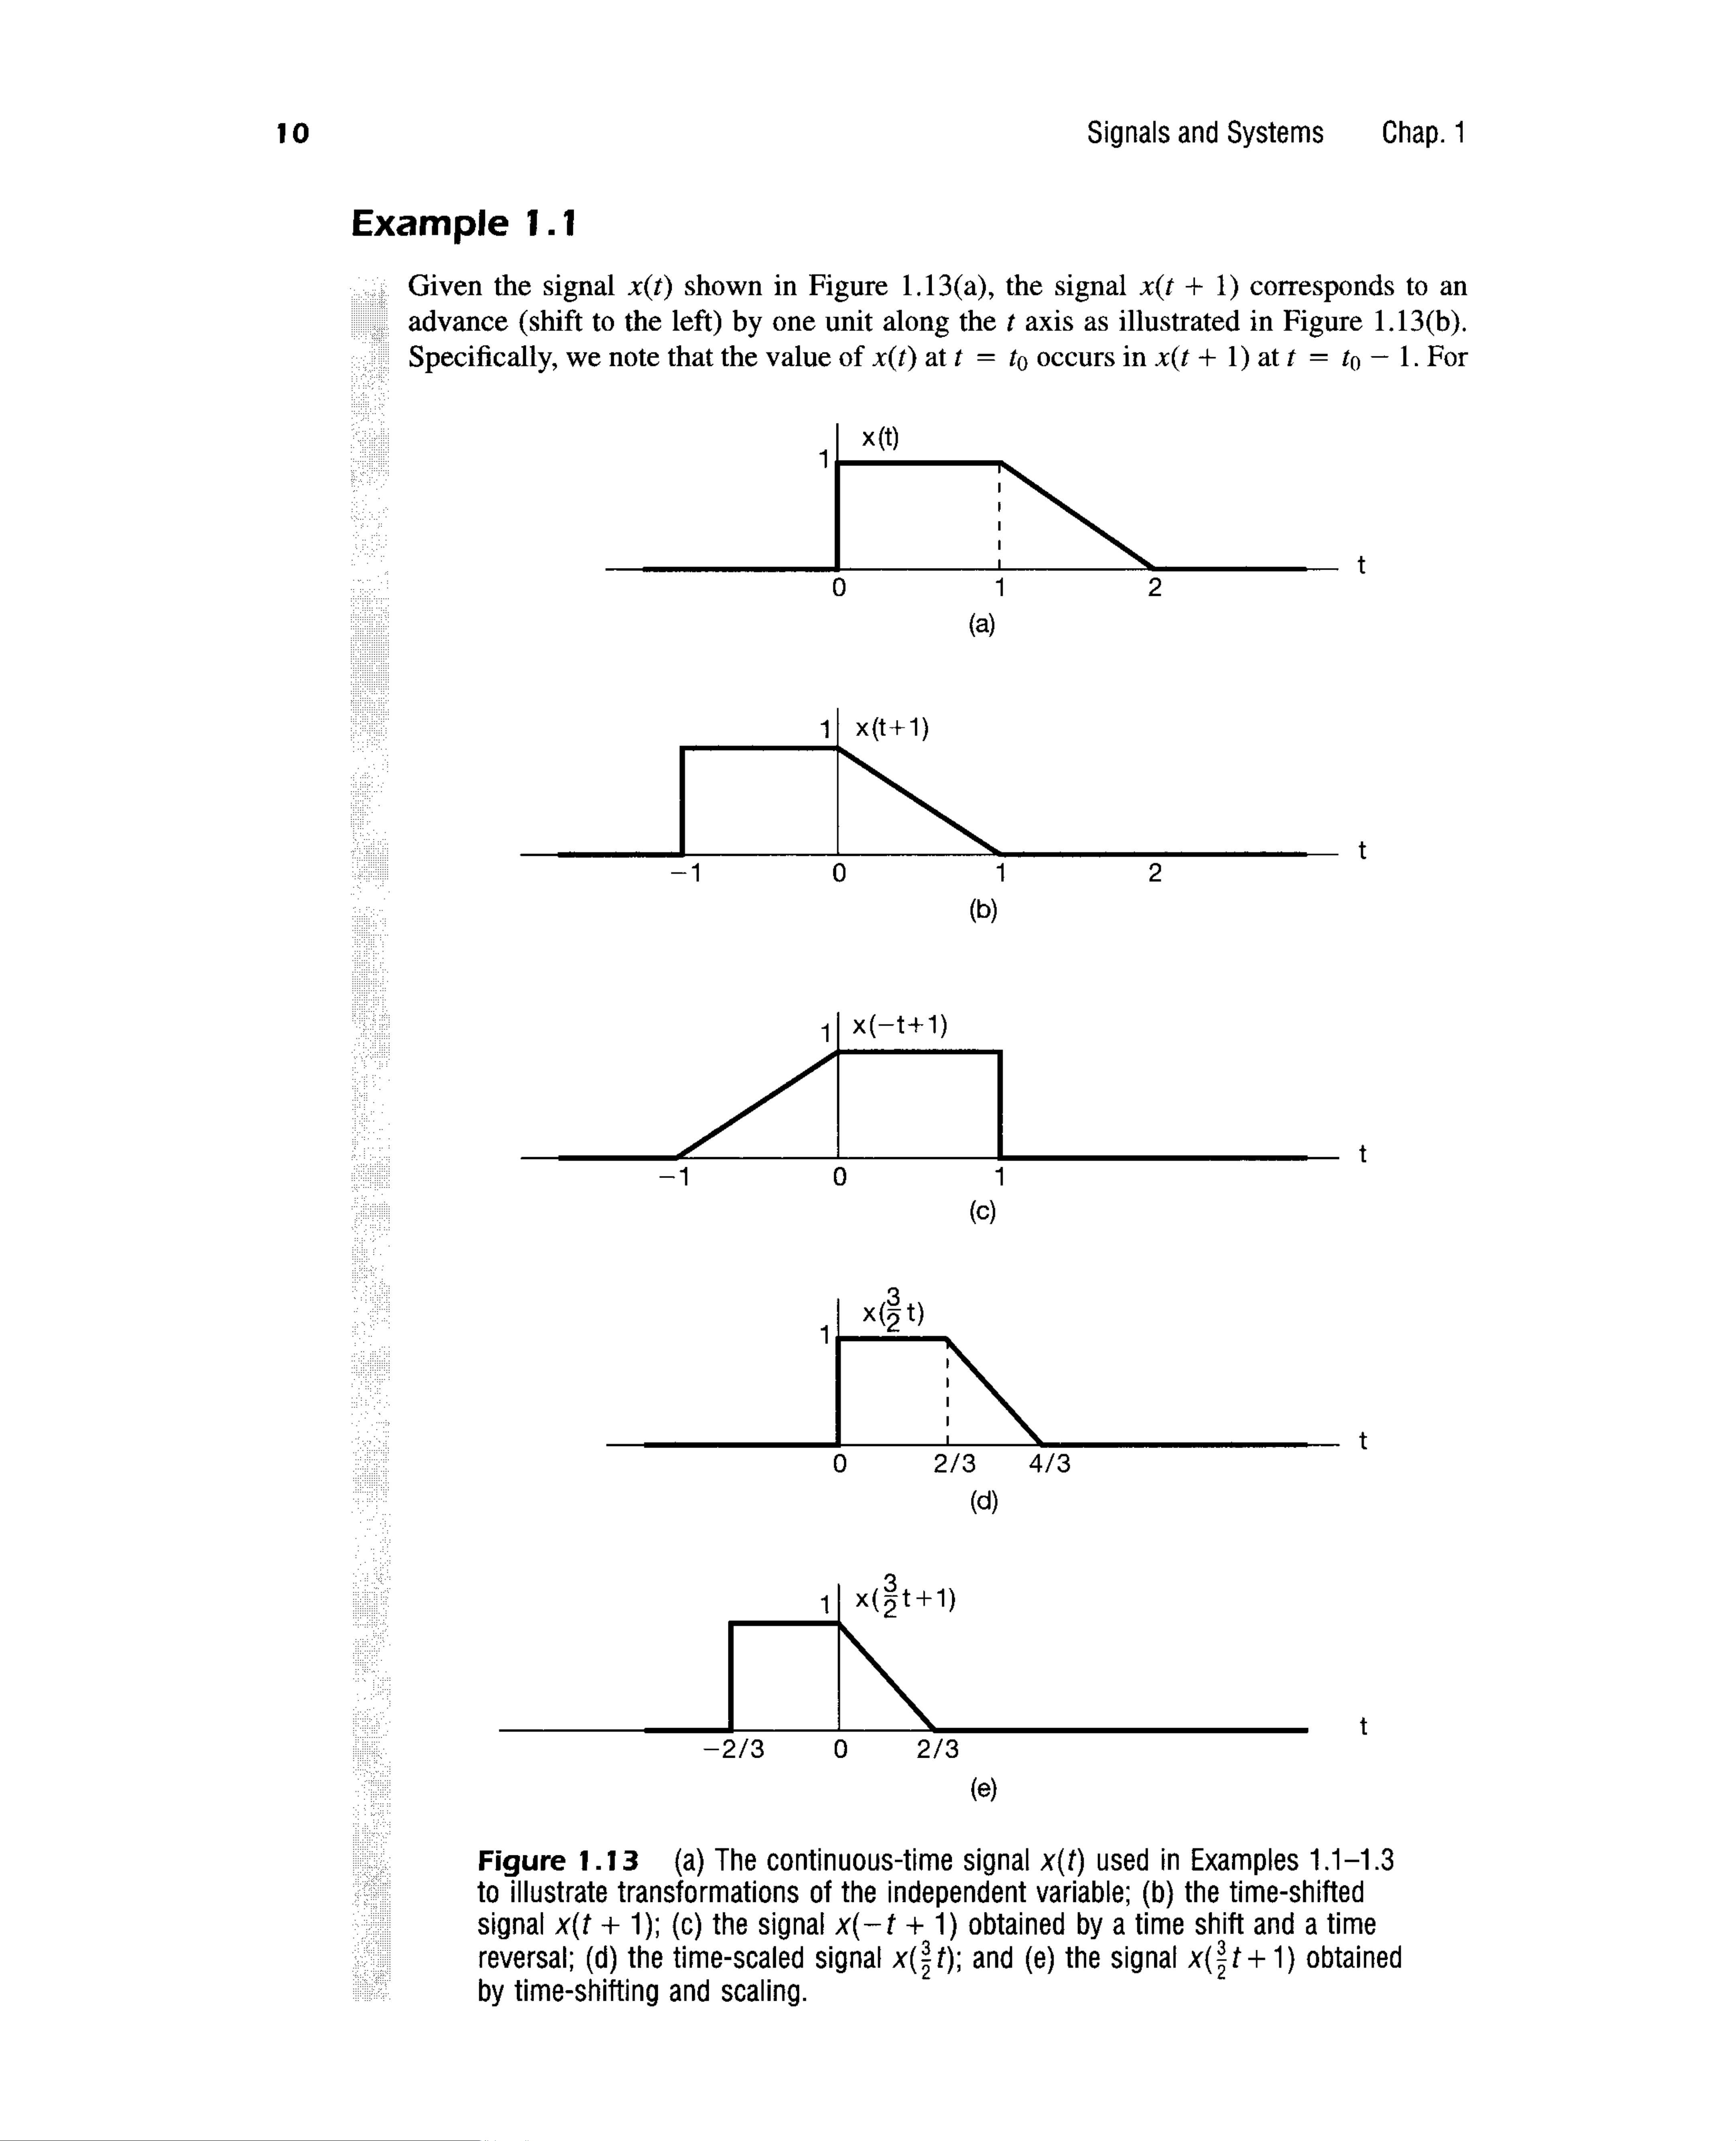 10 Signals and Systems Chap. 1
Example 1.1
Given the signal x(t) shown in Figure 1.13(a), the signal x(t + 1) corresponds to an
advance (shift to the left) by one unit along the t axis as illustrated in Figure 1.13(b).
Specifically, we note that the value of x(t) at t = t₀ occurs in x(t + 1) at t = t₀ − 1. For
x(t)
1
t
0 1 2
(a)
1 x(t+1)
t
−1 0 1 2
(b)
1 x(−t+1)
t
−1 0 1
(c)
x(3/2 t)
1
t
0 2/3 4/3
(d)
1 x(3/2 t+1)
t
−2/3 0 2/3
(e)
Figure 1.13 (a) The continuous-time signal x(t) used in Examples 1.1–1.3
to illustrate transformations of the independent variable; (b) the time-shifted
signal x(t + 1); (c) the signal x(−t + 1) obtained by a time shift and a time
reversal; (d) the time-scaled signal x(3/2 t); and (e) the signal x(3/2 t + 1) obtained
by time-shifting and scaling.